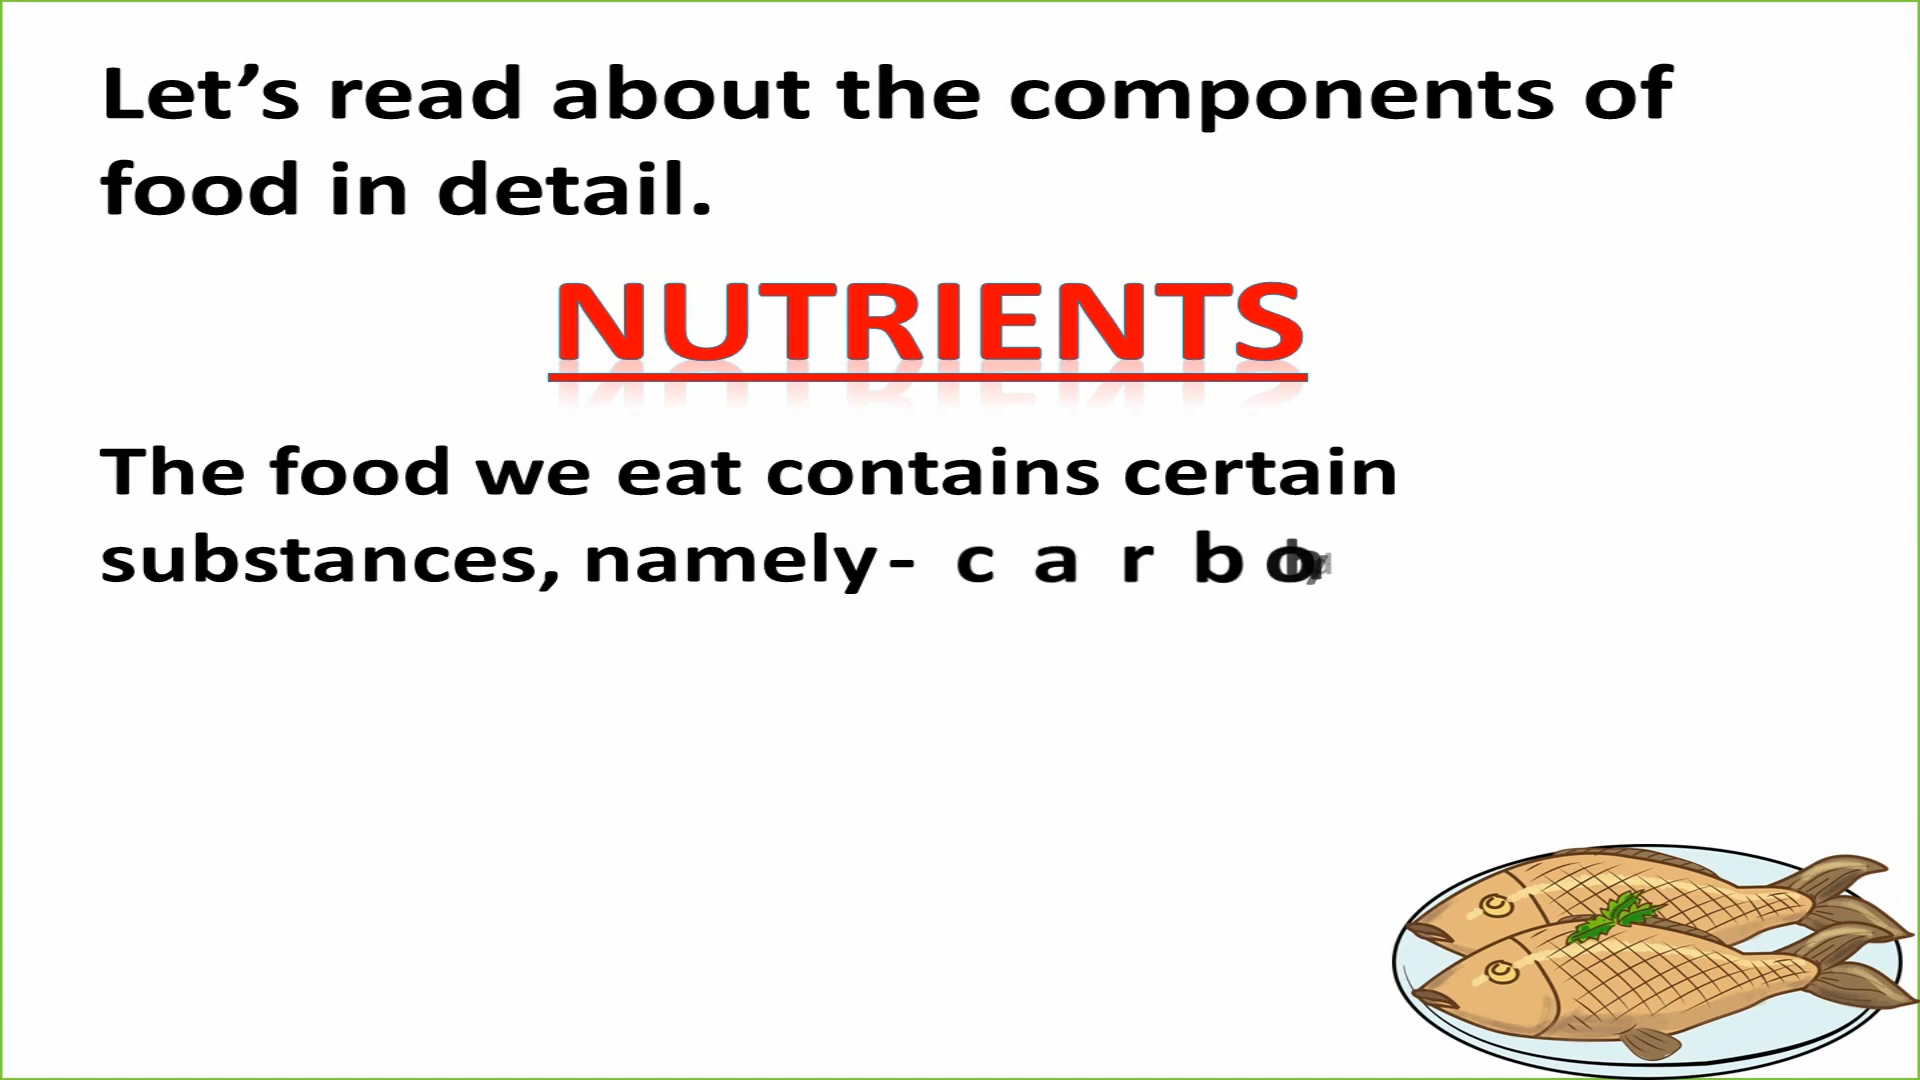 Let’s read about the components of
food in detail.
NUTRIENTS
The food we eat contains certain
substances, namely- c a r b o